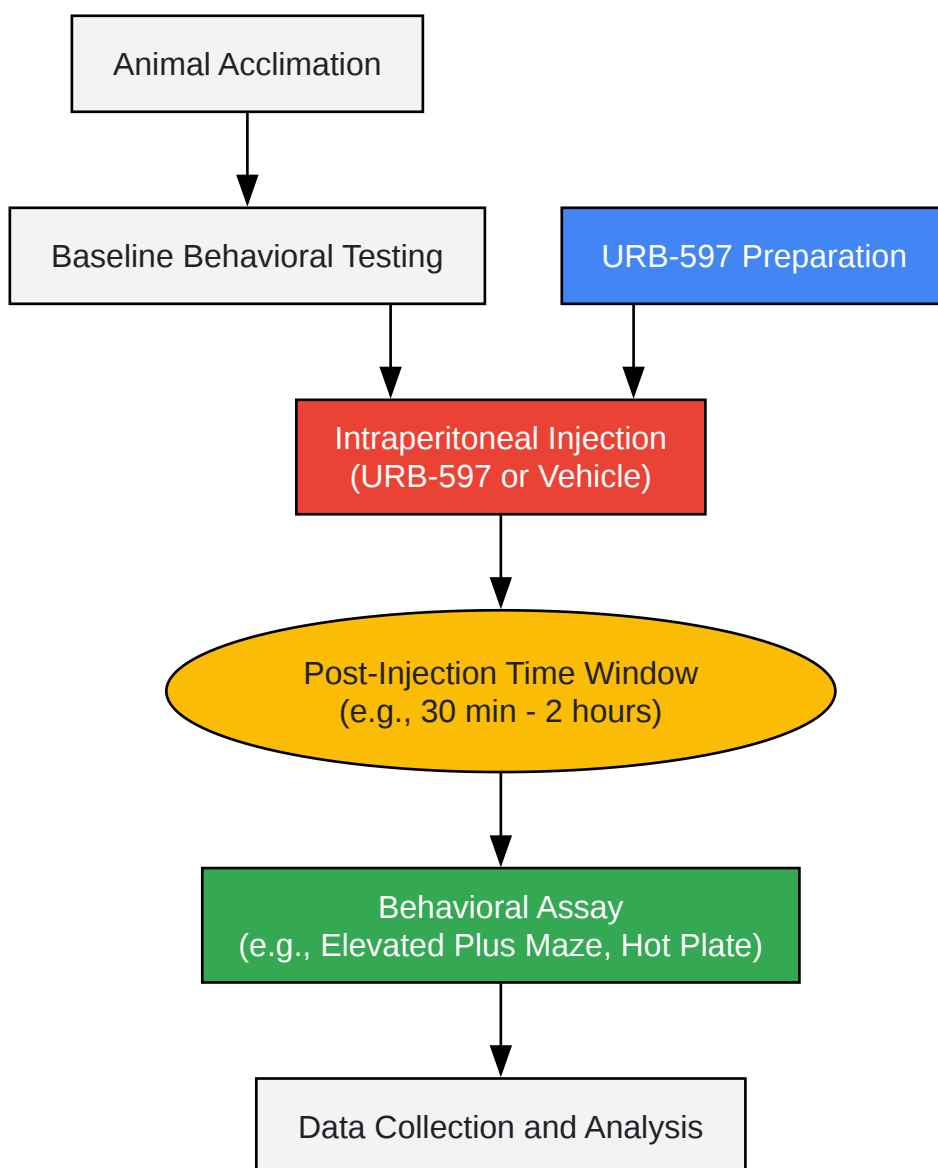 Animal Acclimation
Baseline Behavioral Testing
URB-597 Preparation
Intraperitoneal Injection
(URB-597 or Vehicle)
Post-Injection Time Window
(e.g., 30 min - 2 hours)
Behavioral Assay
(e.g., Elevated Plus Maze, Hot Plate)
Data Collection and Analysis